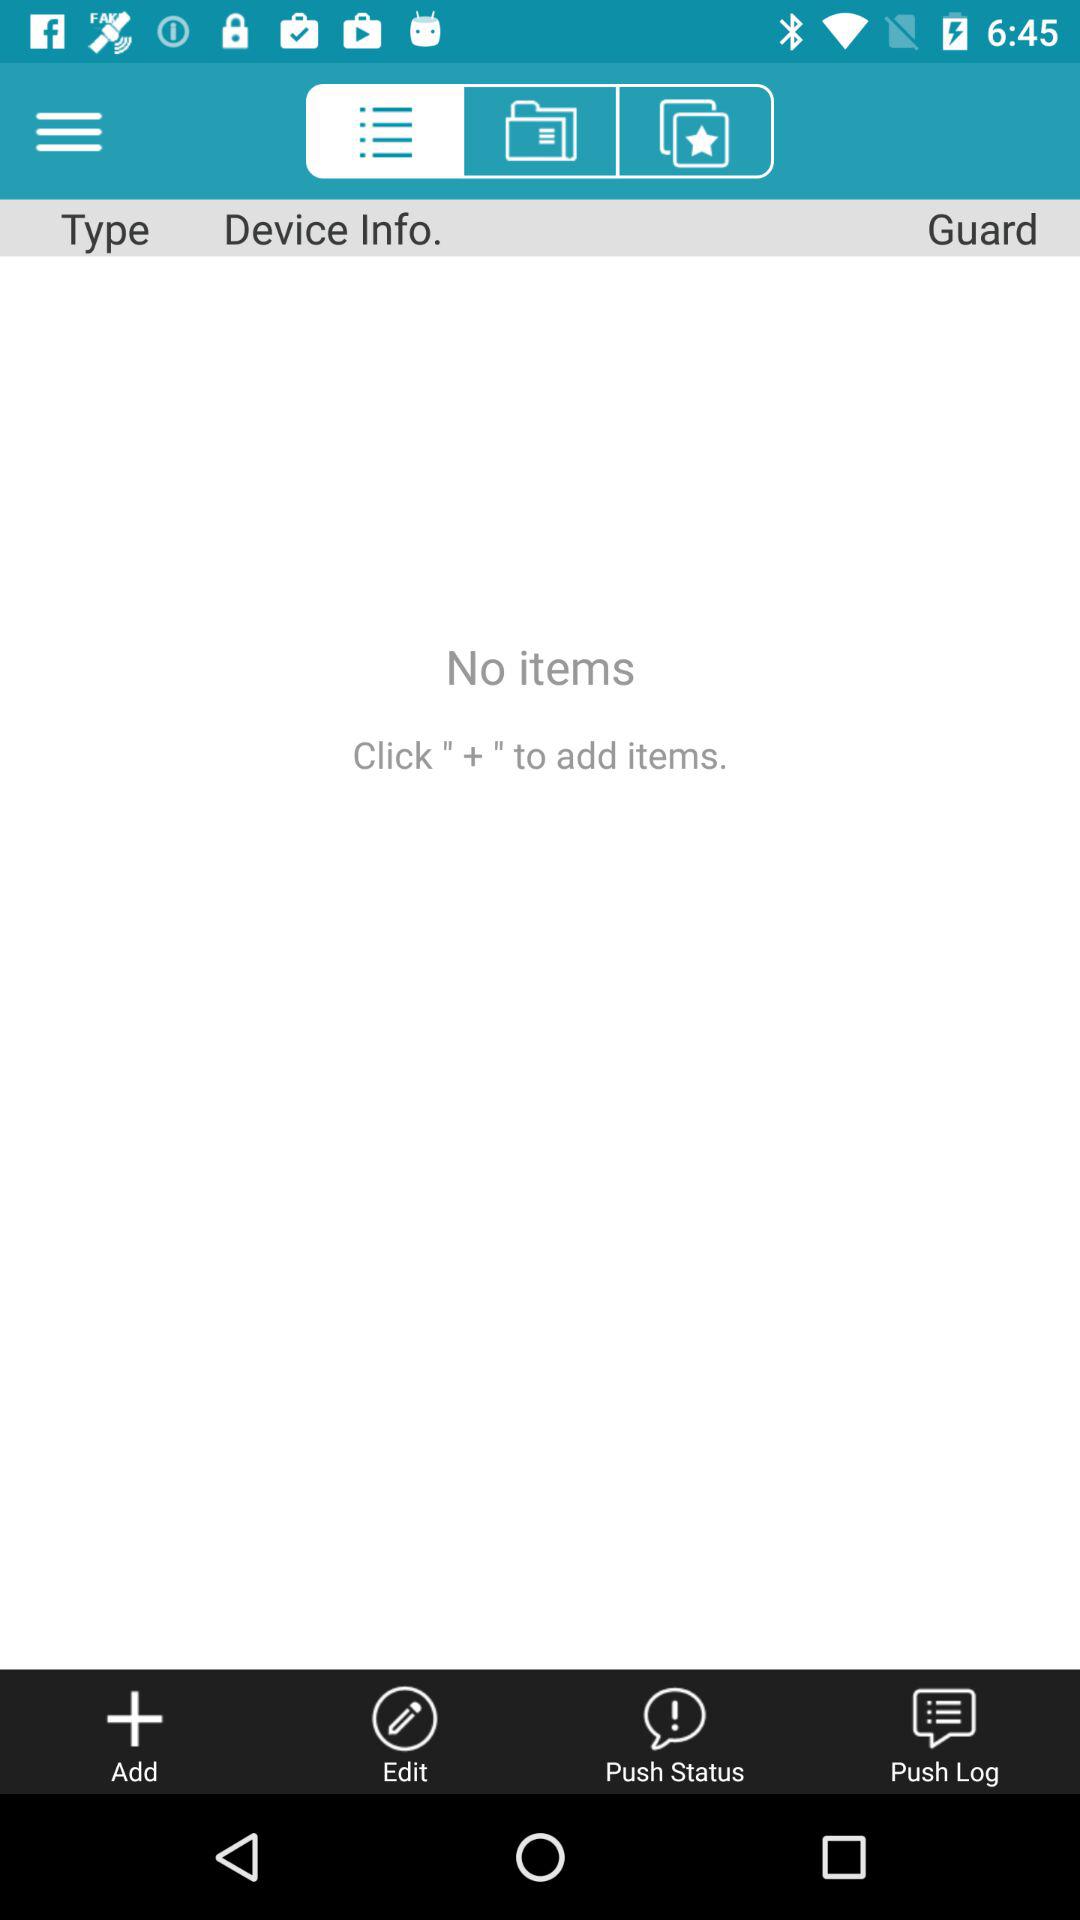 FAKE 6:45
Type Device Info. Guard
No items
Click " + " to add items.
Add Edit Push Status Push Log